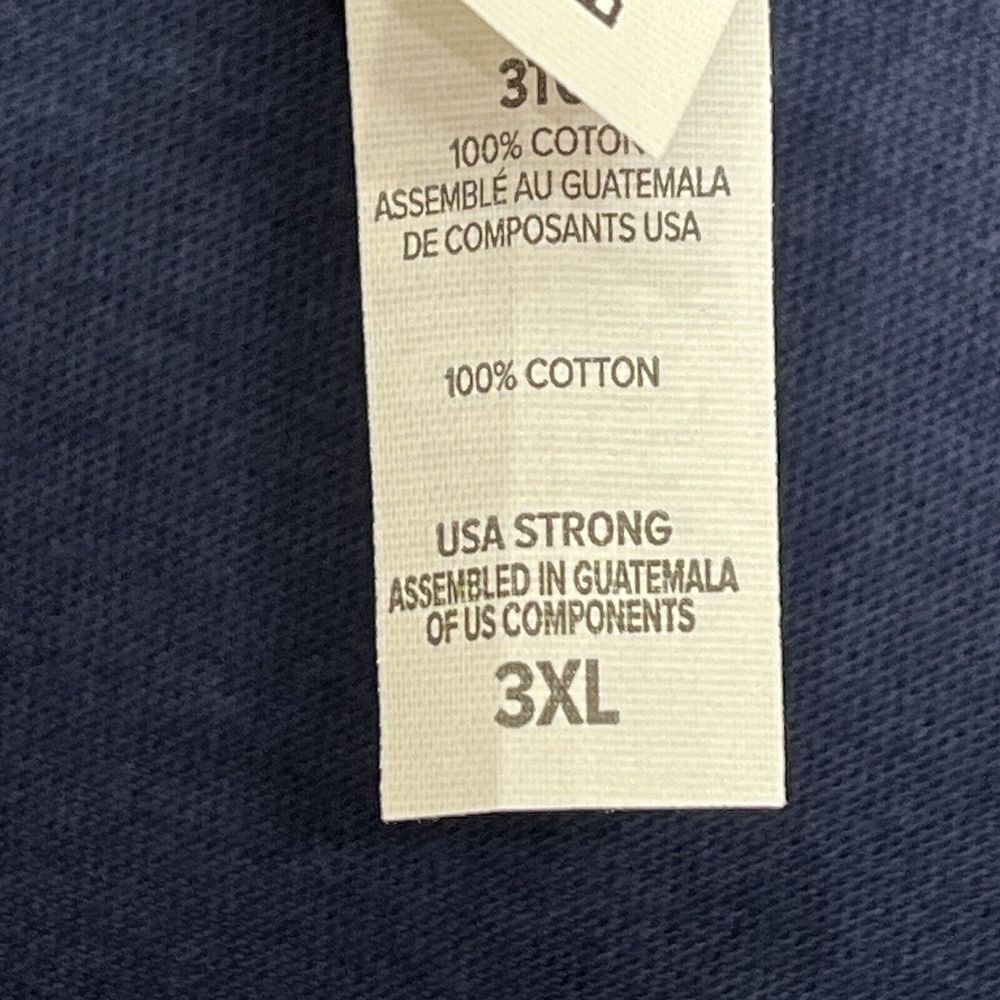 100% COTON
ASSEMBLÉ AU GUATEMALA
DE COMPOSANTS USA
100% COTTON
USA STRONG
ASSEMBLED IN GUATEMALA
OF US COMPONENTS
3XL